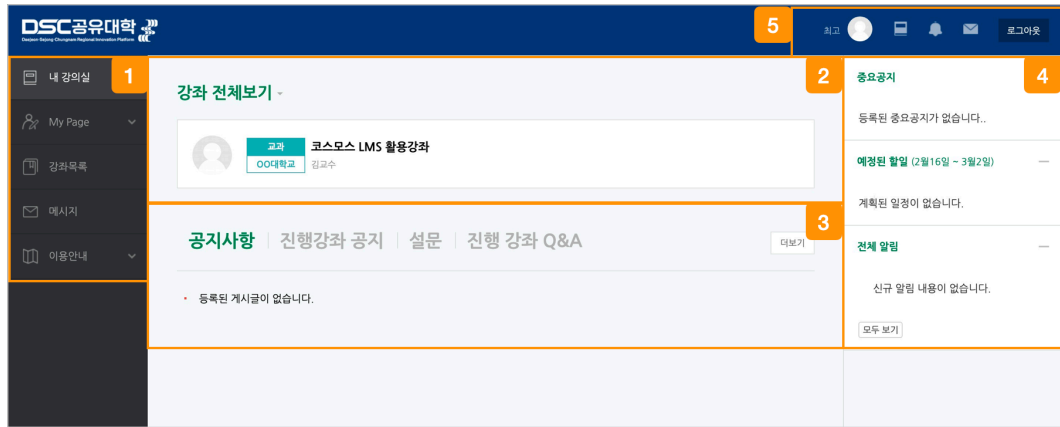 DSC공유대학
Daejeon·Sejong·Chungnam Regional Innovation Platform
5
최고
로그아웃
내 강의실
1
My Page
강좌목록
메시지
이용안내
강좌 전체보기
2
교과
OO대학교
코스모스 LMS 활용강좌
김교수
3
공지사항 진행강좌 공지 설문 진행 강좌 Q&A
더보기
• 등록된 게시글이 없습니다.
중요공지
4
등록된 중요공지가 없습니다..
예정된 할일 (2월16일 ~ 3월2일)
계획된 일정이 없습니다.
전체 알림
신규 알림 내용이 없습니다.
모두 보기